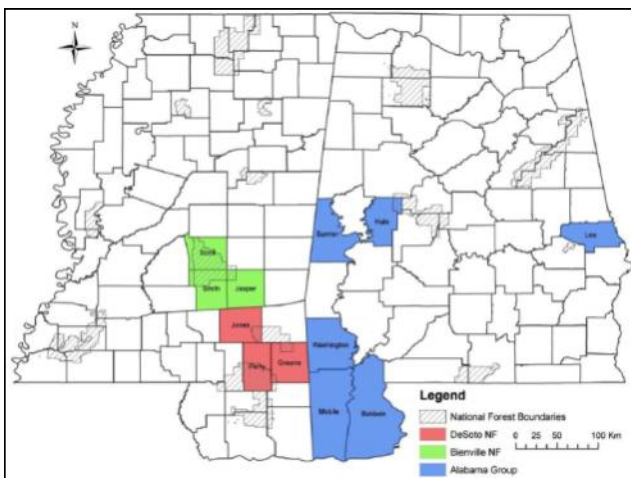 N
Scott
Smith
Jasper
Jones
Perry
Greene
Sumter
Hale
Lee
Washington
Mobile
Baldwin
Legend
National Forest Boundaries
DeSoto NF
Bienville NF
Alabama Group
0 25 50 100 Km